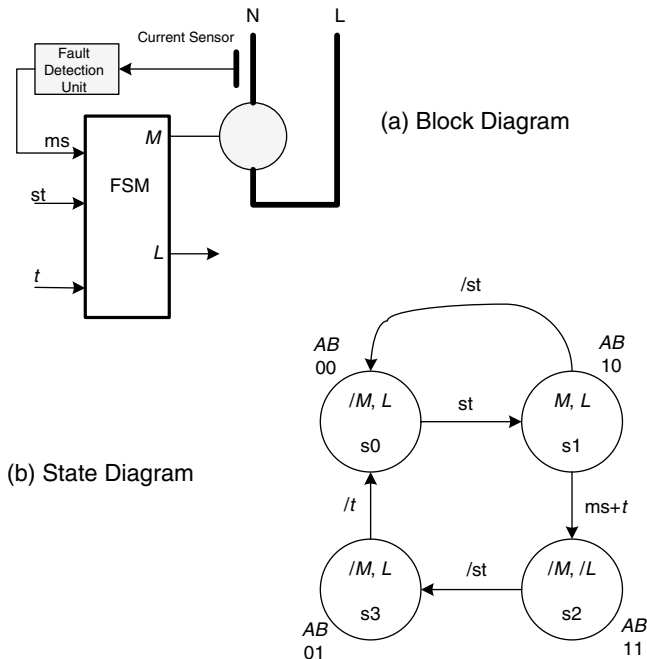 N
L
Current Sensor
Fault
Detection
Unit
ms
M
(a) Block Diagram
FSM
st
L
t
/st
AB
00
AB
10
/M, L
s0
st
M, L
s1
(b) State Diagram
/t
ms+t
/M, L
s3
/st
/M, /L
s2
AB
01
AB
11